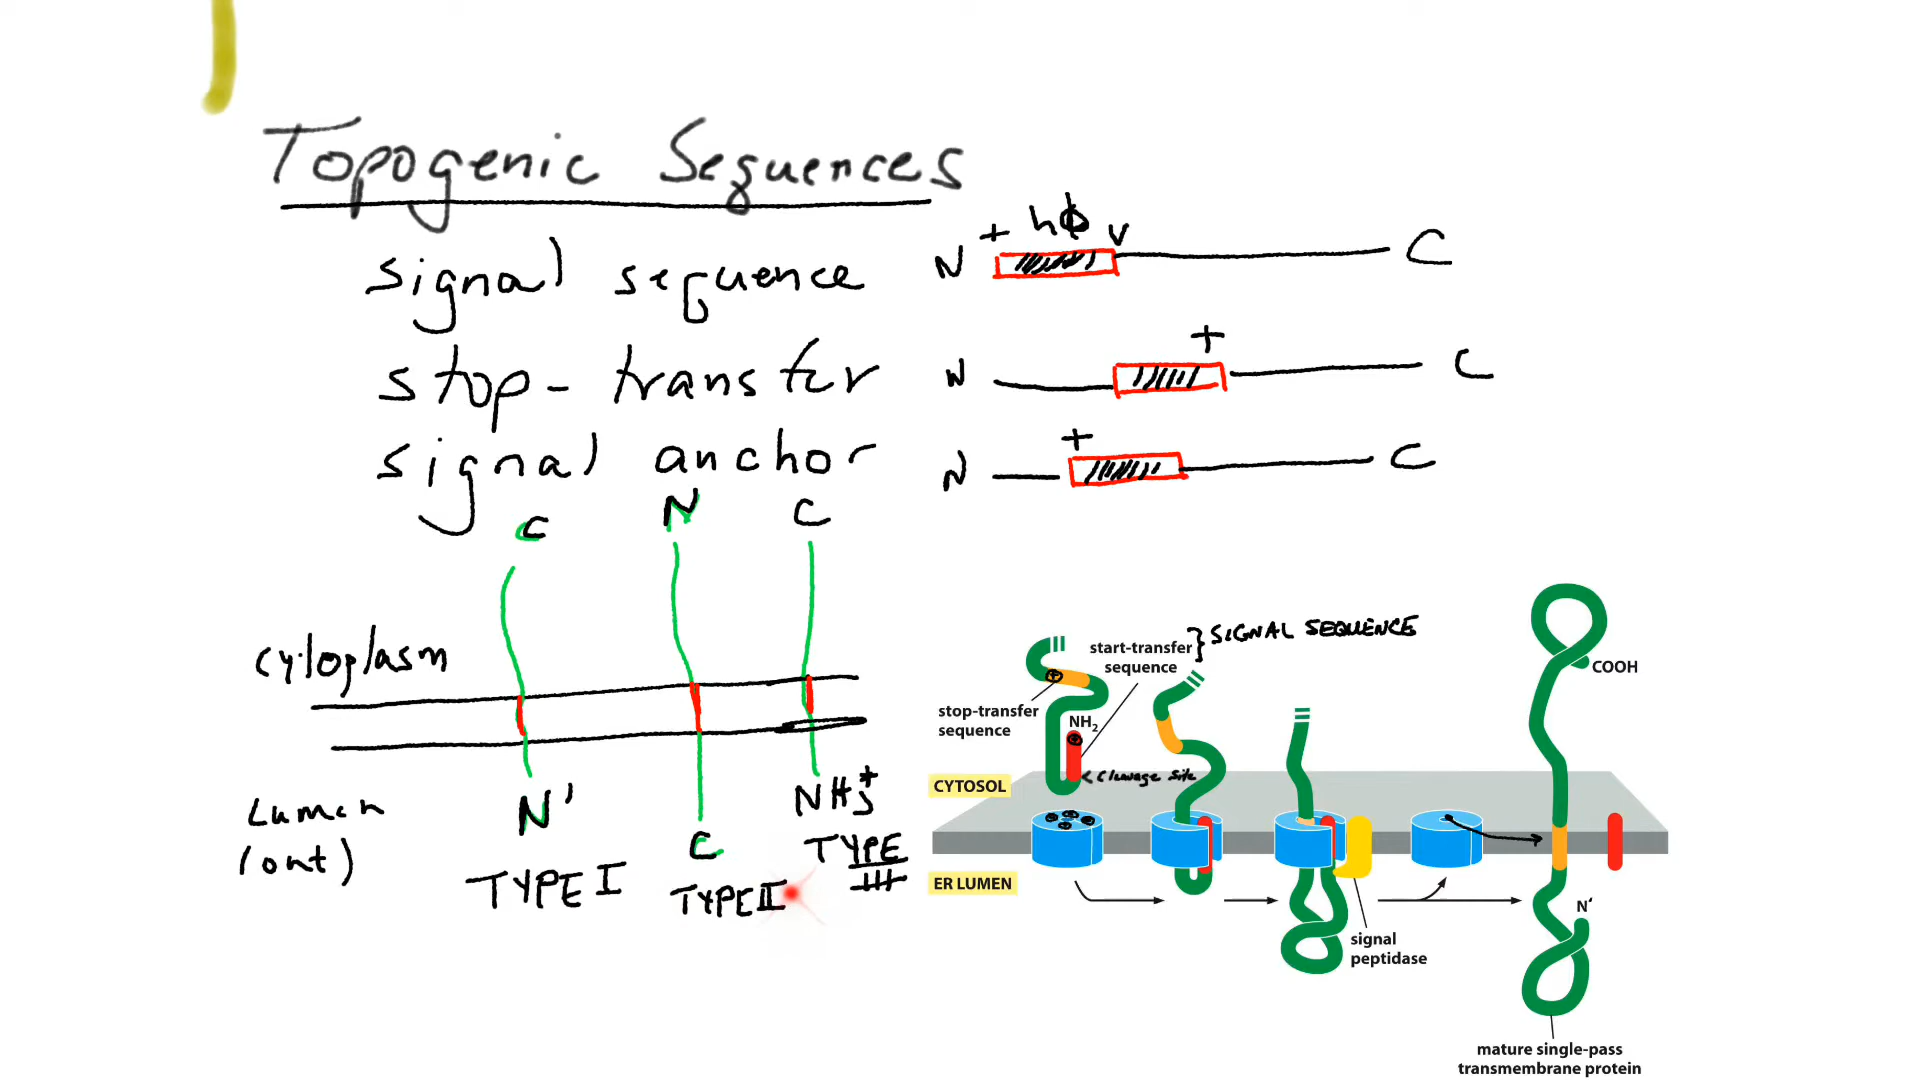 Topogenic Sequences
signal sequence
stop-transfer
signal anchor
+ hϕ v
N C
+
N C
+
N C
C N C
cytoplasm
Lumen
(out)
N' C NH3+
TYPE I TYPE II TYPE III
start-transfer
sequence
} SIGNAL SEQUENCE
stop-transfer
sequence
NH2
< Cleavage Site
CYTOSOL
ER LUMEN
signal
peptidase
COOH
N'
mature single-pass
transmembrane protein